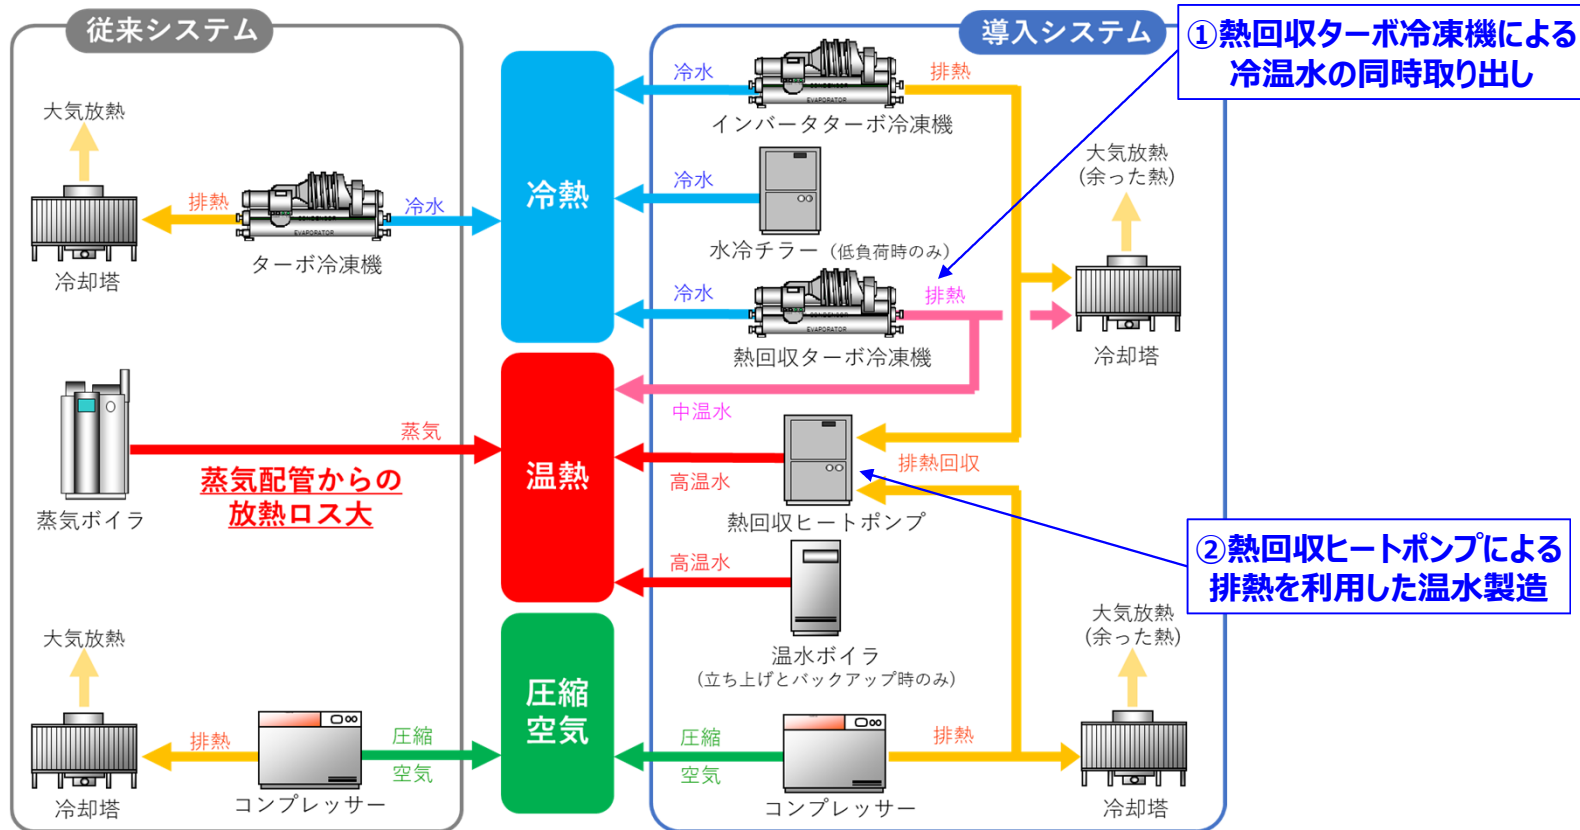 従来システム
大気放熱
排熱
冷水
CONDENSOR
EVAPORATOR
冷却塔
ターボ冷凍機
蒸気
蒸気配管からの
放熱ロス大
蒸気ボイラ
大気放熱
排熱
圧縮
空気
冷却塔
コンプレッサー
冷熱
温熱
圧縮
空気
導入システム
冷水
CONDENSOR
EVAPORATOR
排熱
インバータターボ冷凍機
冷水
水冷チラー(低負荷時のみ)
冷水
CONDENSOR
EVAPORATOR
排熱
熱回収ターボ冷凍機
大気放熱
(余った熱)
冷却塔
中温水
高温水
排熱回収
熱回収ヒートポンプ
高温水
温水ボイラ
(立ち上げとバックアップ時のみ)
圧縮
空気
排熱
コンプレッサー
大気放熱
(余った熱)
冷却塔
①熱回収ターボ冷凍機による
冷温水の同時取り出し
②熱回収ヒートポンプによる
排熱を利用した温水製造